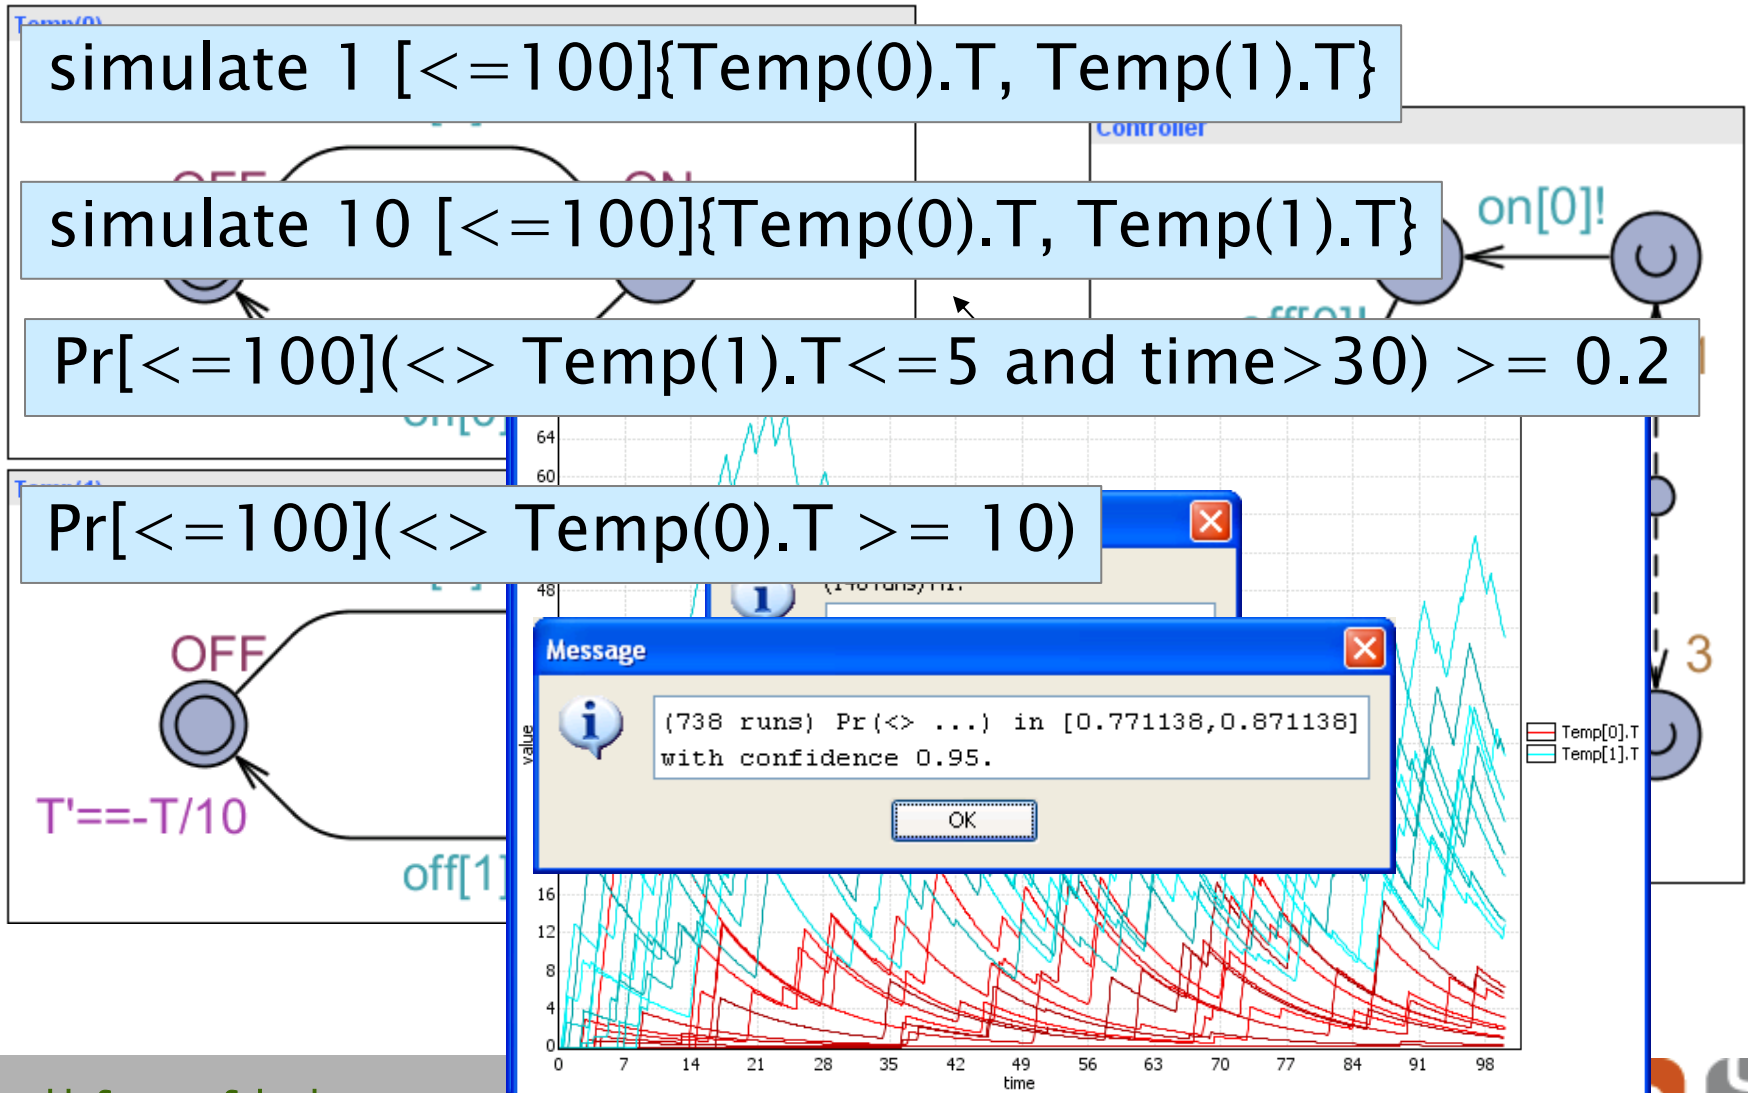 simulate 1 [<=100]{Temp(0).T, Temp(1).T}
Controller
simulate 10 [<=100]{Temp(0).T, Temp(1).T}
on[0]!
Pr[<=100](<> Temp(1).T<=5 and time>30) >= 0.2
64
60
Pr[<=100](<> Temp(0).T >= 10)
48
OFF
Message
3
(738 runs) Pr(<> ...) in [0.771138,0.871138]
with confidence 0.95.
value
Temp[0].T
Temp[1].T
T'==-T/10
OK
off[1]
16
12
8
4
0
0 7 14 21 28 35 42 49 56 63 70 77 84 91 98
time